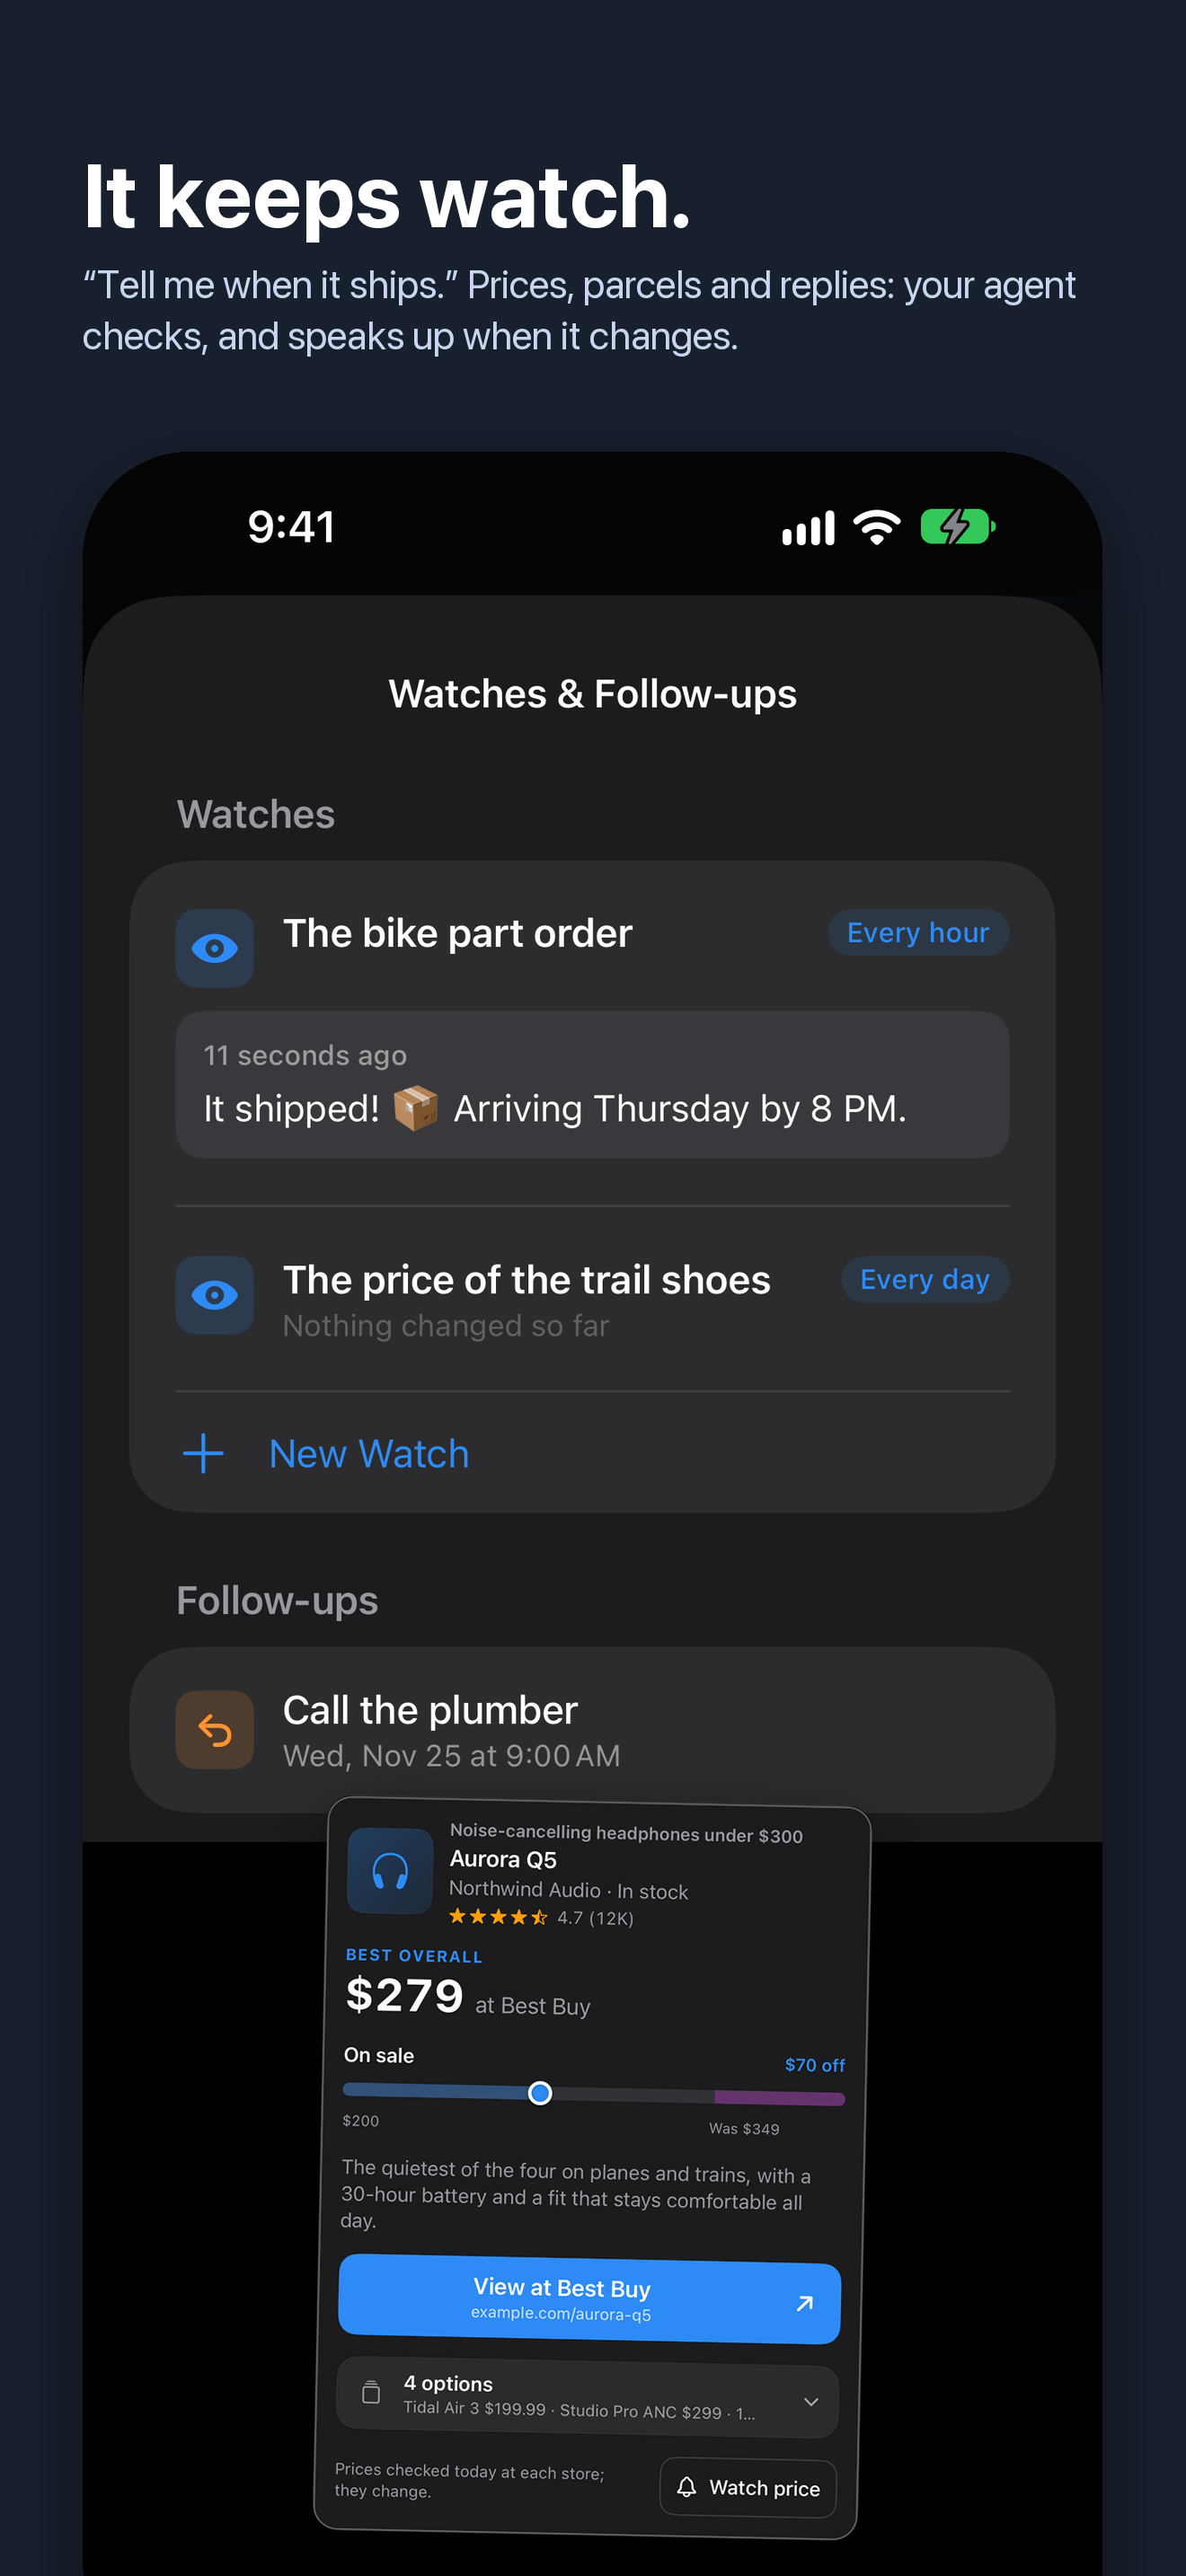 It keeps watch.
“Tell me when it ships.” Prices, parcels and replies: your agent
checks, and speaks up when it changes.
9:41
Watches & Follow-ups
Watches
The bike part order
Every hour
11 seconds ago
It shipped! 📦 Arriving Thursday by 8 PM.
The price of the trail shoes
Every day
Nothing changed so far
New Watch
Follow-ups
Call the plumber
Wed, Nov 25 at 9:00 AM
Noise-cancelling headphones under $300
Aurora Q5
Northwind Audio · In stock
4.7 (12K)
BEST OVERALL
$279 at Best Buy
On sale
$70 off
$200
Was $349
The quietest of the four on planes and trains, with a
30-hour battery and a fit that stays comfortable all
day.
View at Best Buy
example.com/aurora-q5
4 options
Tidal Air 3 $199.99 · Studio Pro ANC $299 · 1…
Prices checked today at each store;
they change.
Watch price